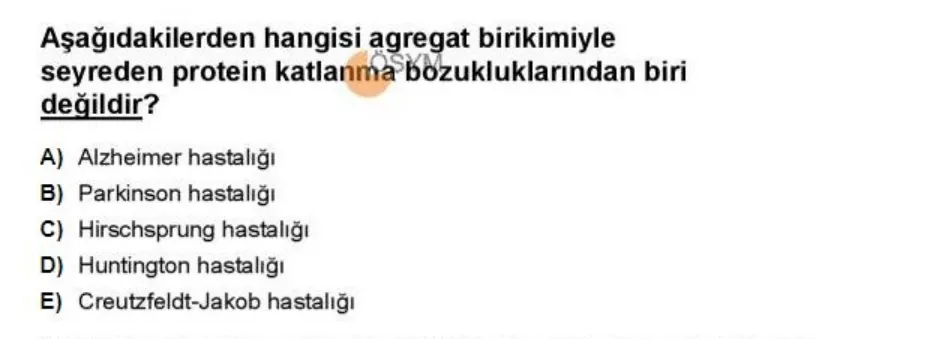 Aşağıdakilerden hangisi agregat birikimiyle
ÖSYM
seyreden protein katlanma bozukluklarından biri
değildir?
A) Alzheimer hastalığı
B) Parkinson hastalığı
C) Hirschsprung hastalığı
D) Huntington hastalığı
E) Creutzfeldt-Jakob hastalığı